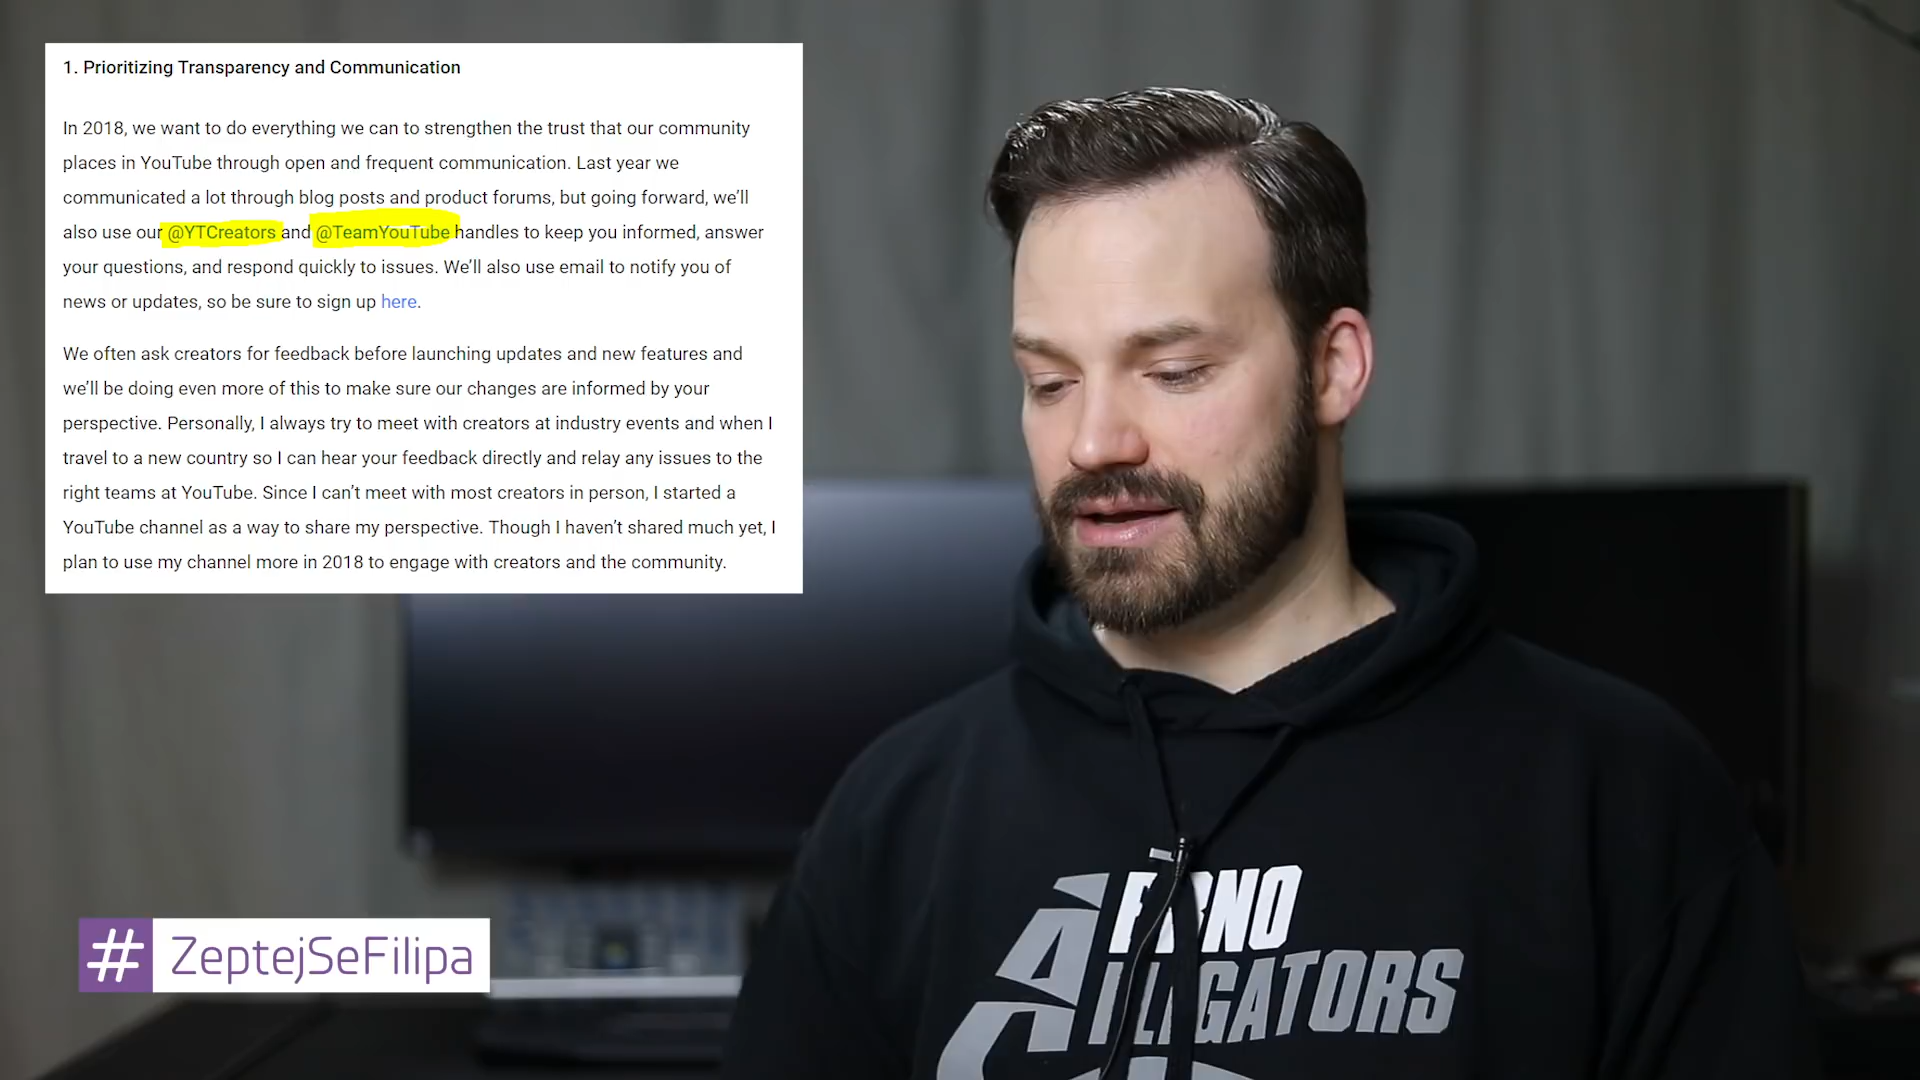 1. Prioritizing Transparency and Communication
In 2018, we want to do everything we can to strengthen the trust that our community
places in YouTube through open and frequent communication. Last year we
communicated a lot through blog posts and product forums, but going forward, we’ll
also use our @YTCreators and @TeamYouTube handles to keep you informed, answer
your questions, and respond quickly to issues. We’ll also use email to notify you of
news or updates, so be sure to sign up here.
We often ask creators for feedback before launching updates and new features and
we’ll be doing even more of this to make sure our changes are informed by your
perspective. Personally, I always try to meet with creators at industry events and when I
travel to a new country so I can hear your feedback directly and relay any issues to the
right teams at YouTube. Since I can’t meet with most creators in person, I started a
YouTube channel as a way to share my perspective. Though I haven’t shared much yet, I
plan to use my channel more in 2018 to engage with creators and the community.
# ZeptejSeFilipa
ALLIGATORS